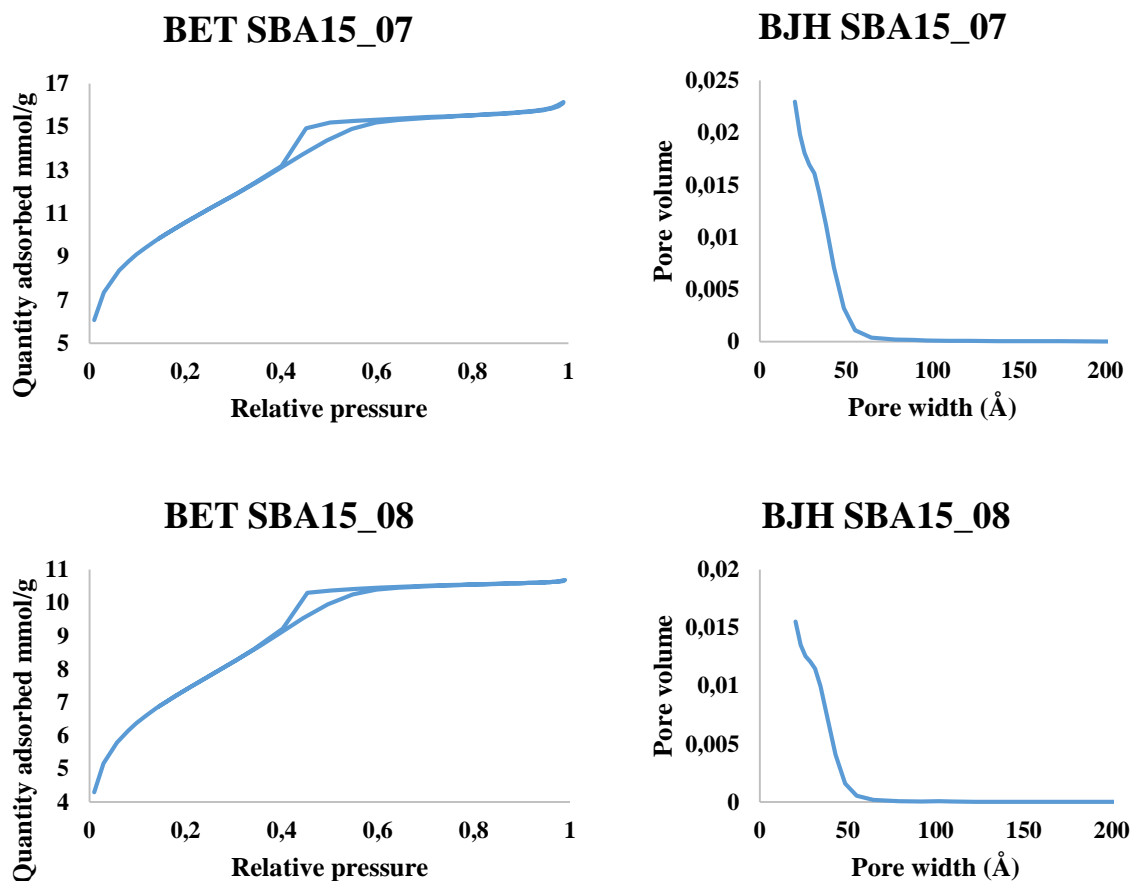 BET SBA15_07
Quantity adsorbed mmol/g
17
15
13
11
9
7
5
0 0,2 0,4 0,6 0,8 1
Relative pressure
BJH SBA15_07
Pore volume
0,025
0,02
0,015
0,01
0,005
0
0 50 100 150 200
Pore width (Å)
BET SBA15_08
Quantity adsorbed mmol/g
11
10
9
8
7
6
5
4
0 0,2 0,4 0,6 0,8 1
Relative pressure
BJH SBA15_08
Pore volume
0,02
0,015
0,01
0,005
0
0 50 100 150 200
Pore width (Å)